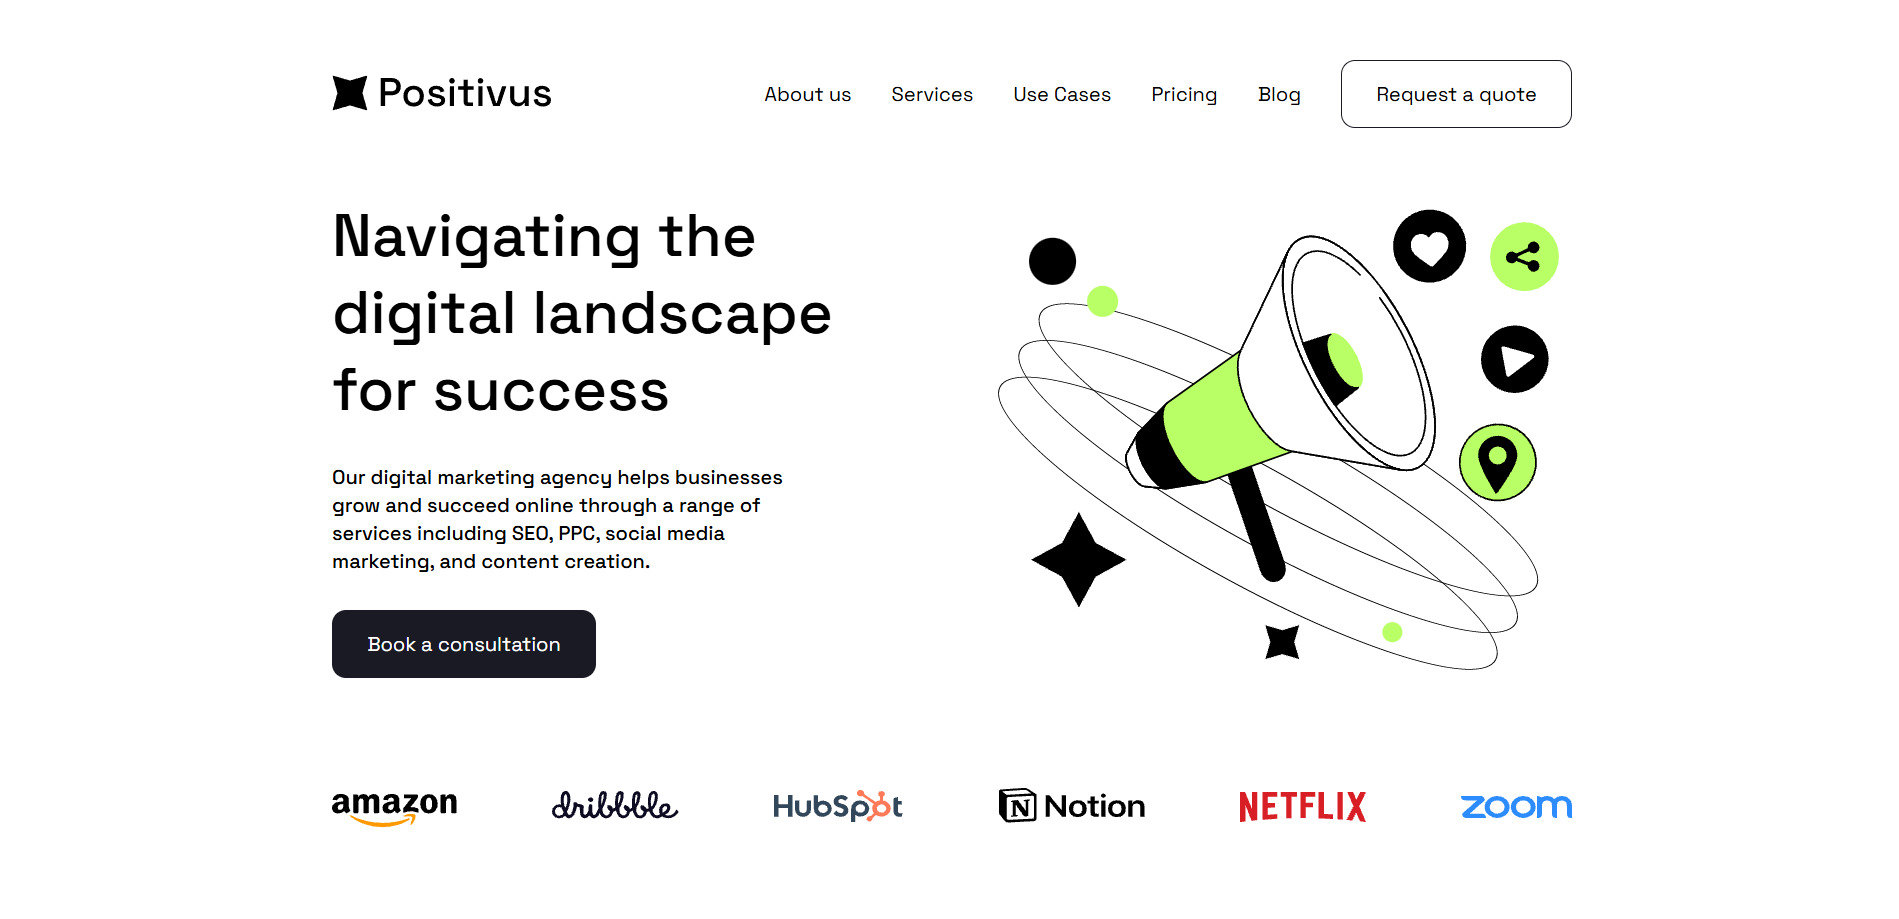 Positivus
About us Services Use Cases Pricing Blog Request a quote
Navigating the
digital landscape
for success
Our digital marketing agency helps businesses
grow and succeed online through a range of
services including SEO, PPC, social media
marketing, and content creation.
Book a consultation
amazon dribbble HubSpot N Notion NETFLIX zoom